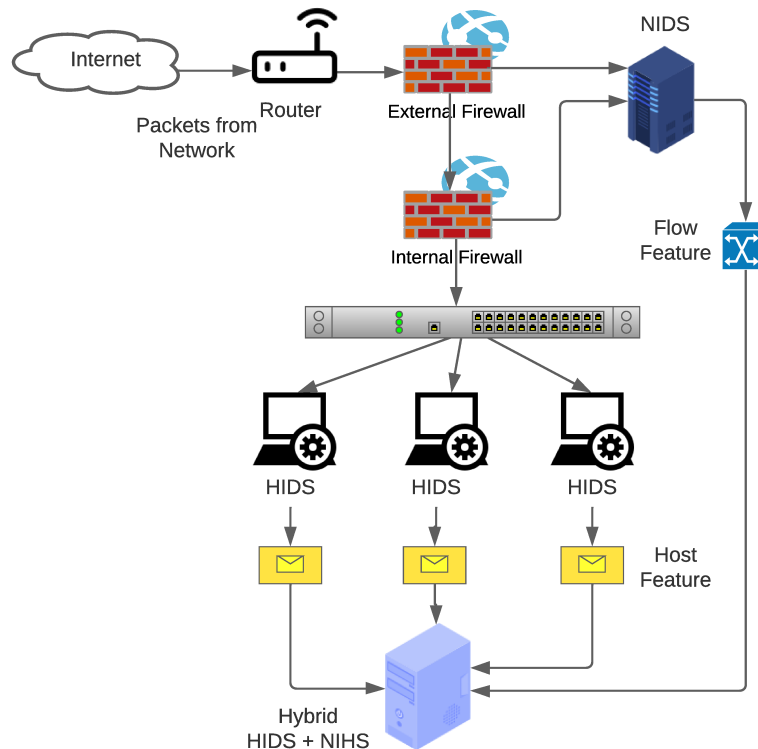 Internet
NIDS
Router
External Firewall
Packets from
Network
Internal Firewall
Flow
Feature
HIDS
HIDS
HIDS
Host
Feature
Hybrid
HIDS + NIHS